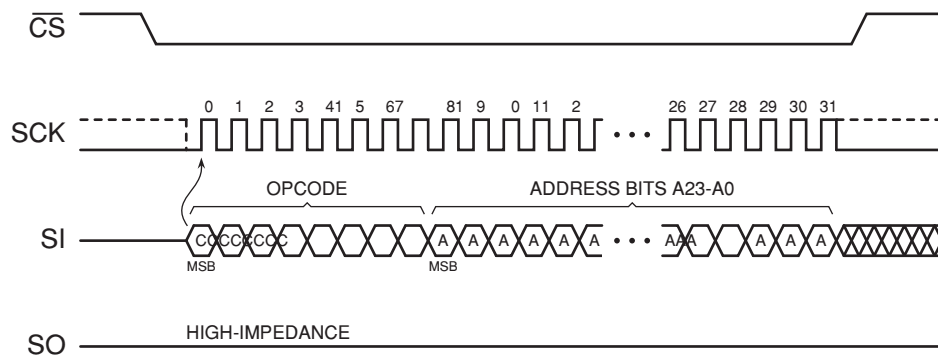 CS
0 1 2 3 41 5 67 81 9 0 11 2 26 27 28 29 30 31
SCK
OPCODE ADDRESS BITS A23-A0
SI CCCCCCCC A A A A A A AAA A A A
MSB MSB
HIGH-IMPEDANCE
SO